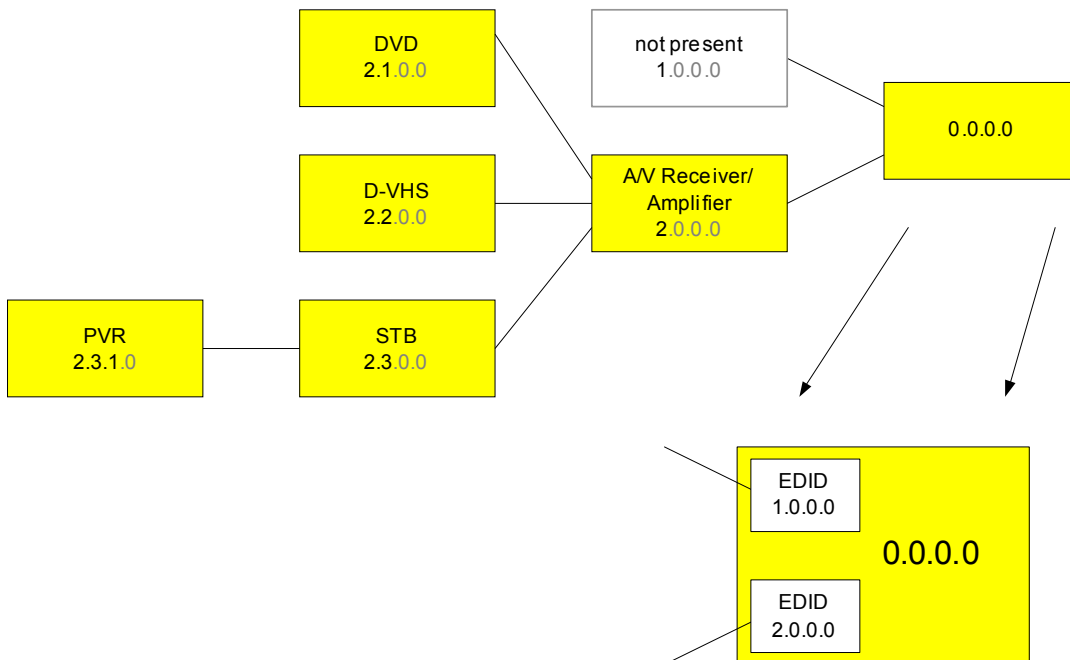 DVD
2.1.0.0
not present
1.0.0.0
0.0.0.0
D-VHS
2.2.0.0
A/V Receiver/
Amplifier
2.0.0.0
PVR
2.3.1.0
STB
2.3.0.0
EDID
1.0.0.0
0.0.0.0
EDID
2.0.0.0